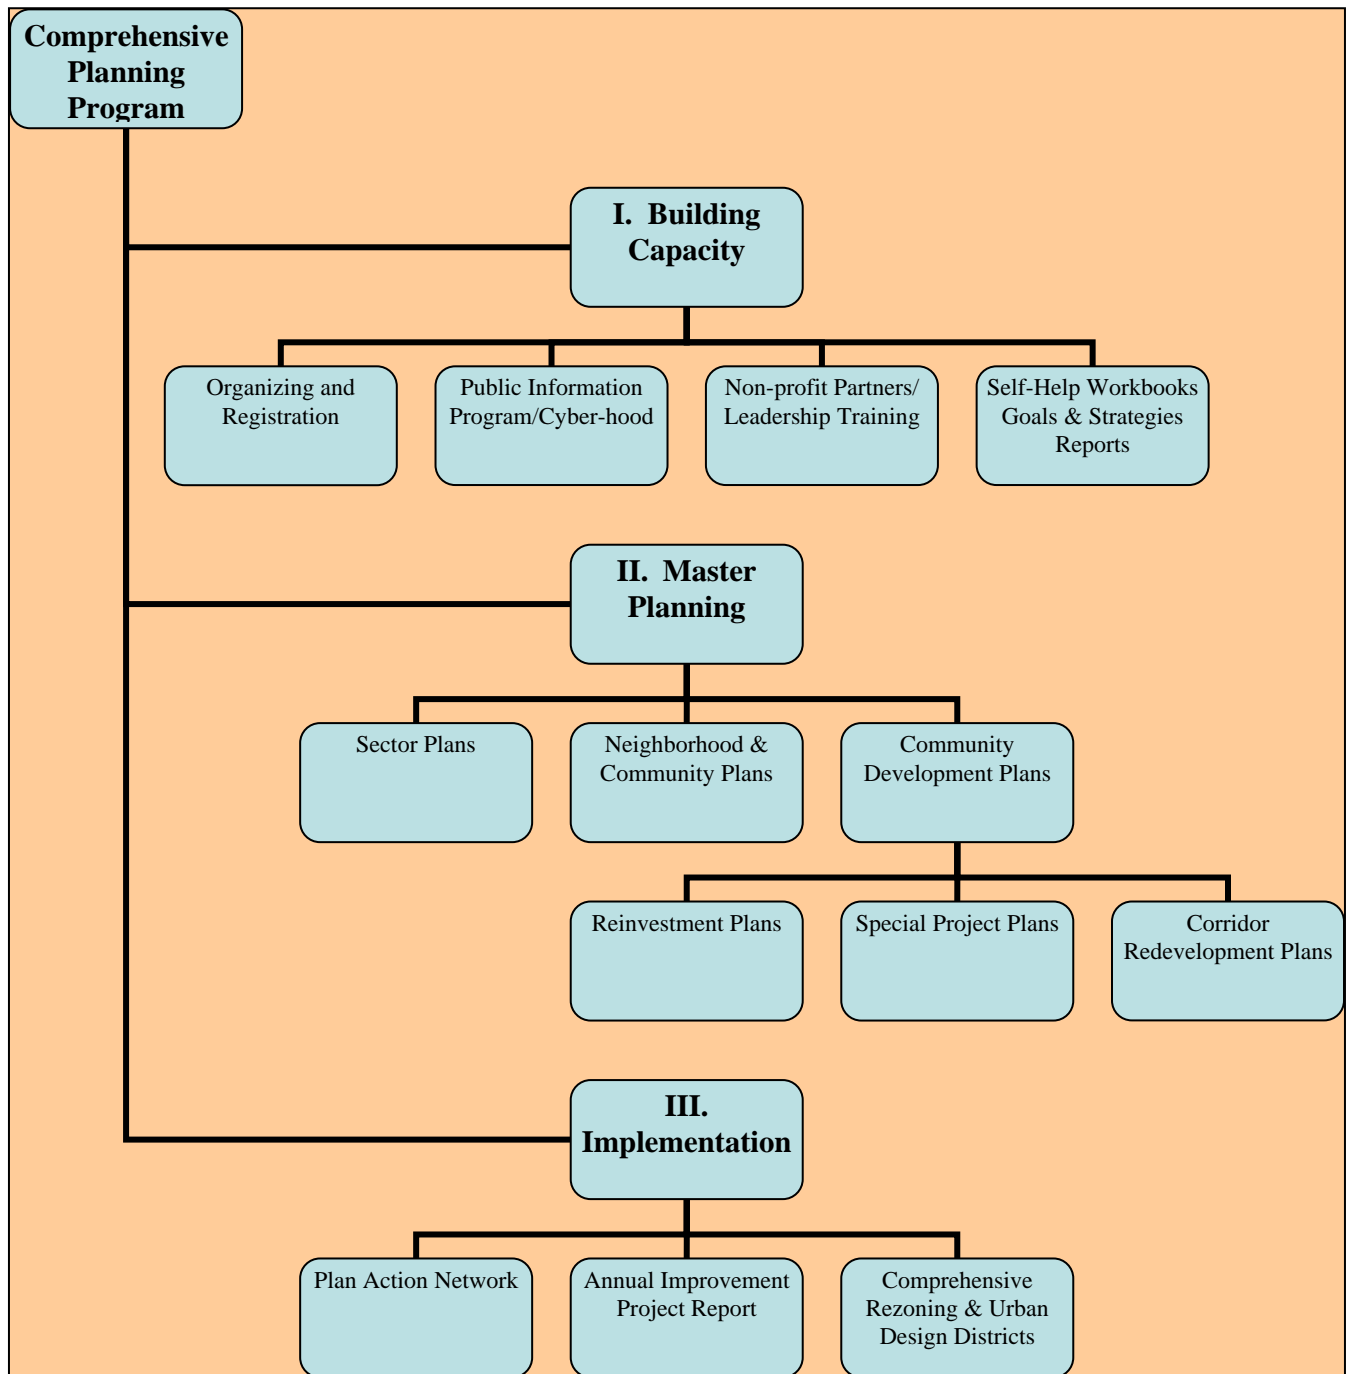 Comprehensive
Planning
Program
I. Building
Capacity
Organizing and
Registration
Public Information
Program/Cyber-hood
Non-profit Partners/
Leadership Training
Self-Help Workbooks
Goals & Strategies
Reports
II. Master
Planning
Sector Plans
Neighborhood &
Community Plans
Community
Development Plans
Reinvestment Plans
Special Project Plans
Corridor
Redevelopment Plans
III.
Implementation
Plan Action Network
Annual Improvement
Project Report
Comprehensive
Rezoning & Urban
Design Districts